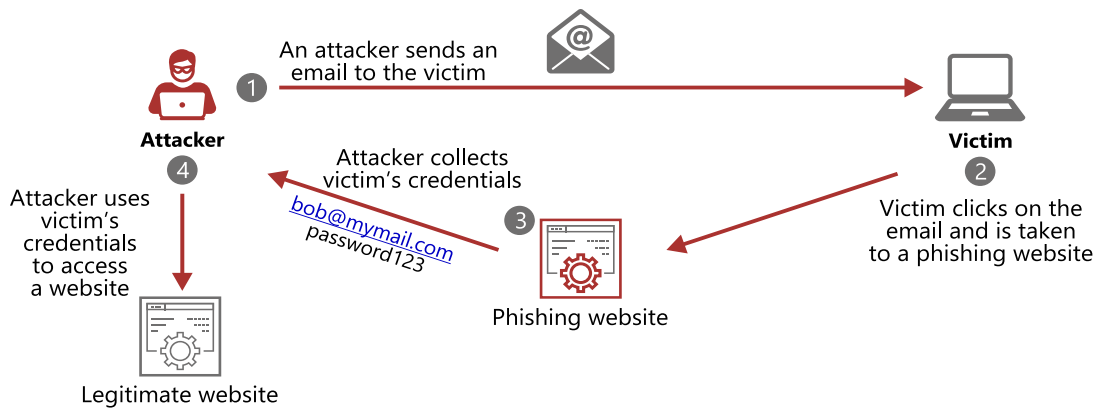 An attacker sends an
email to the victim
@
1
Attacker
Victim
4
2
Attacker collects
victim's credentials
Attacker uses
victim's
credentials
to access
a website
bob@mymail.com
password123
3
Victim clicks on the
email and is taken
to a phishing website
Phishing website
Legitimate website